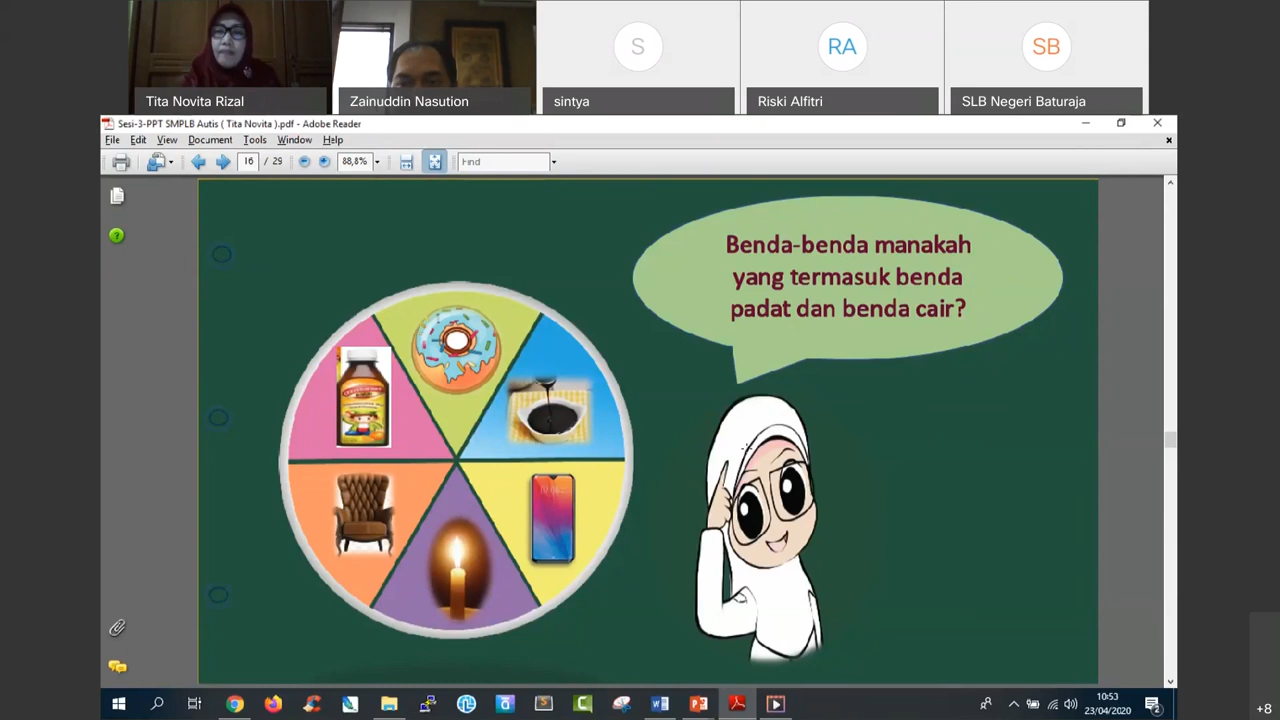 S
RA
SB
Tita Novita Rizal
Zainuddin Nasution
sintya
Riski Alfitri
SLB Negeri Baturaja
Sesi-3-PPT SMPLB Autis ( Tita Novita ).pdf - Adobe Reader
File Edit View Document Tools Window Help
16 / 29 88,8% Find
Benda-benda manakah
yang termasuk benda
padat dan benda cair?
10:53
23/04/2020
2
+8